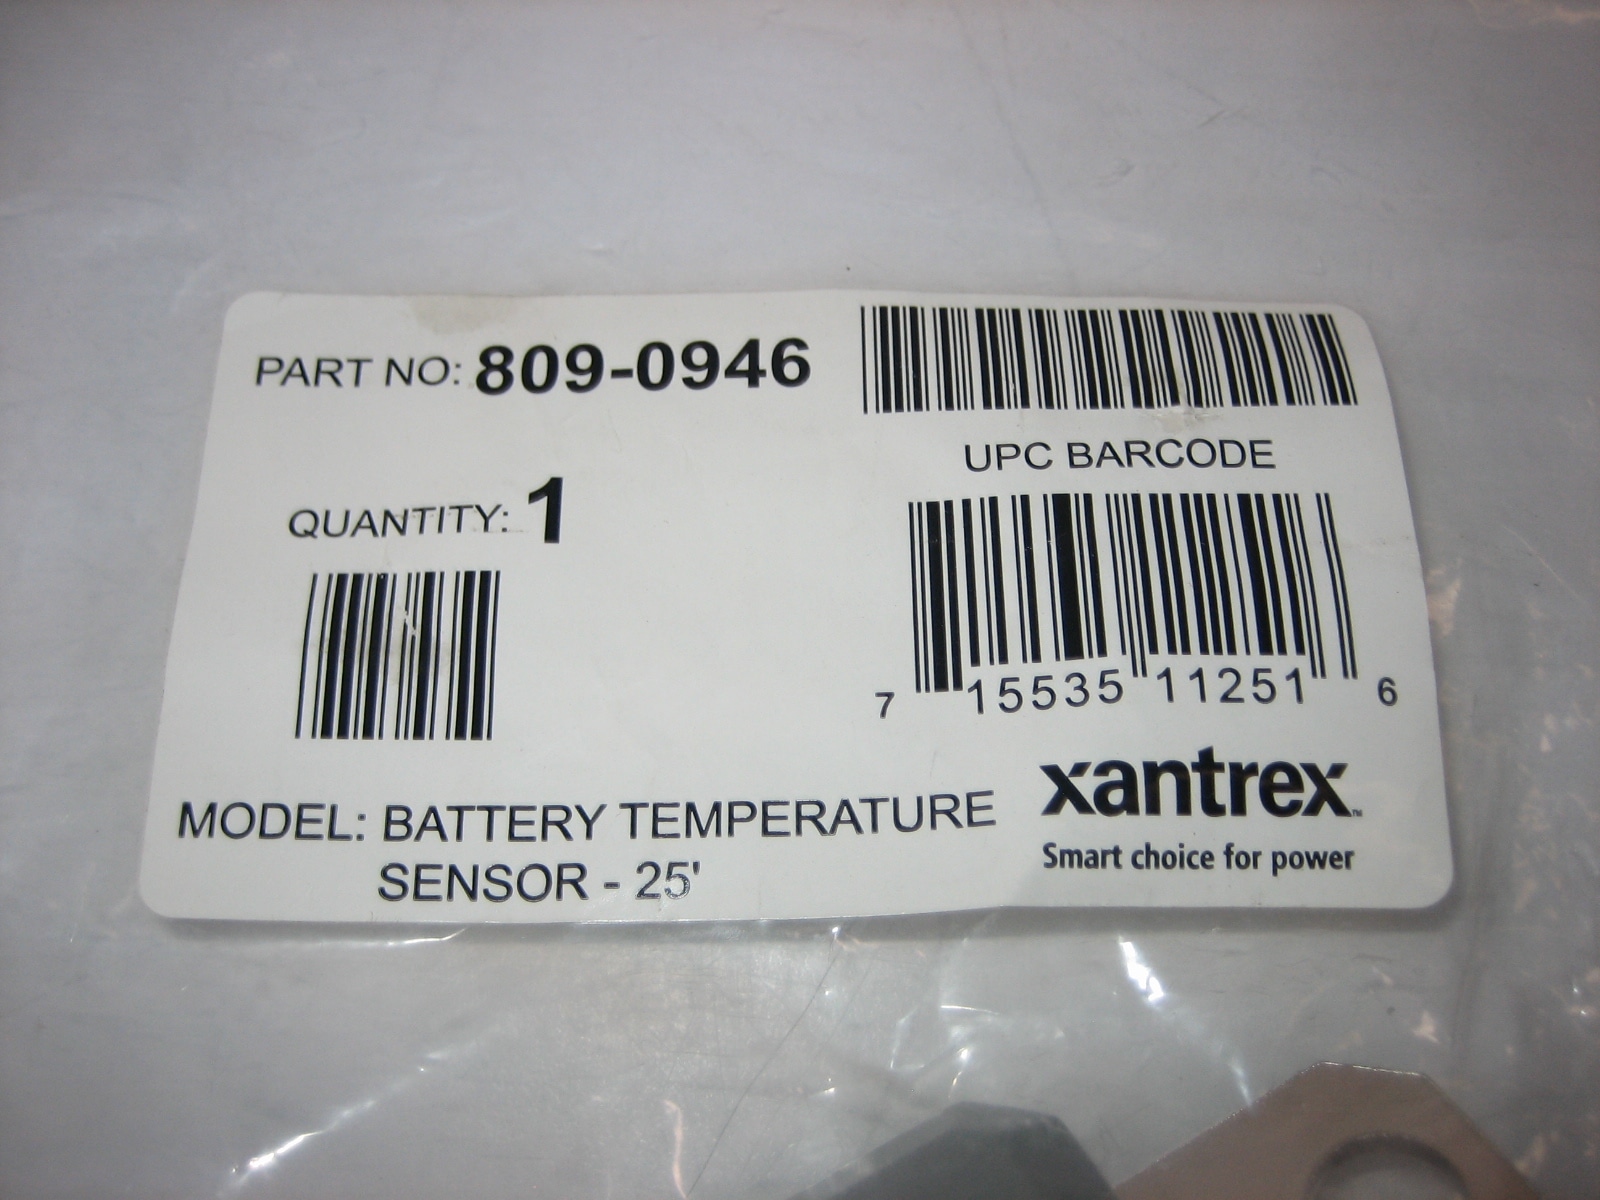 PART NO: 809-0946
UPC BARCODE
QUANTITY: 1
7 15535 11251 6
xantrex™
Smart choice for power
MODEL: BATTERY TEMPERATURE
SENSOR - 25'